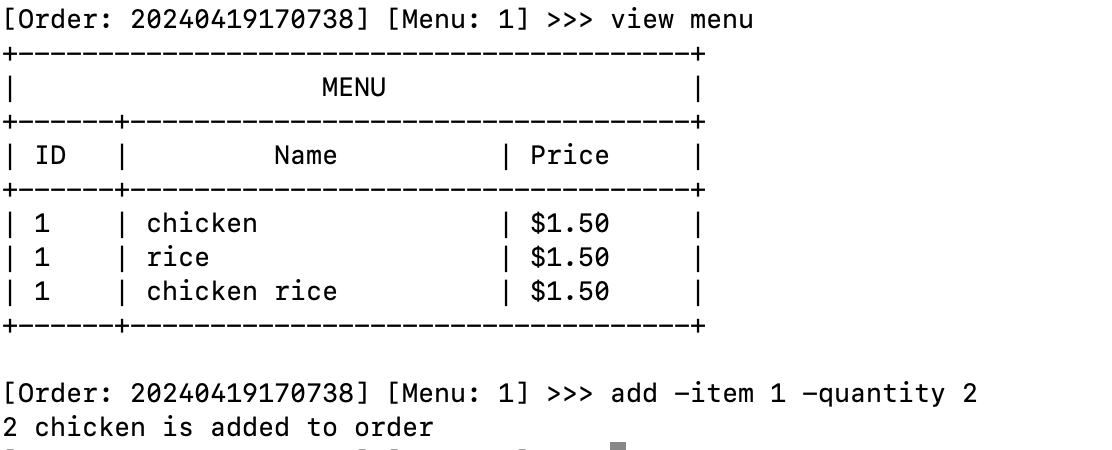 [Order: 20240419170738] [Menu: 1] >>> view menu
+------------------------------------------+
| MENU |
+------+-----------------------------------+
| ID | Name | Price |
+------+-----------------------------------+
| 1 | chicken | $1.50 |
| 1 | rice | $1.50 |
| 1 | chicken rice | $1.50 |
+------+-----------------------------------+
[Order: 20240419170738] [Menu: 1] >>> add -item 1 -quantity 2
2 chicken is added to order